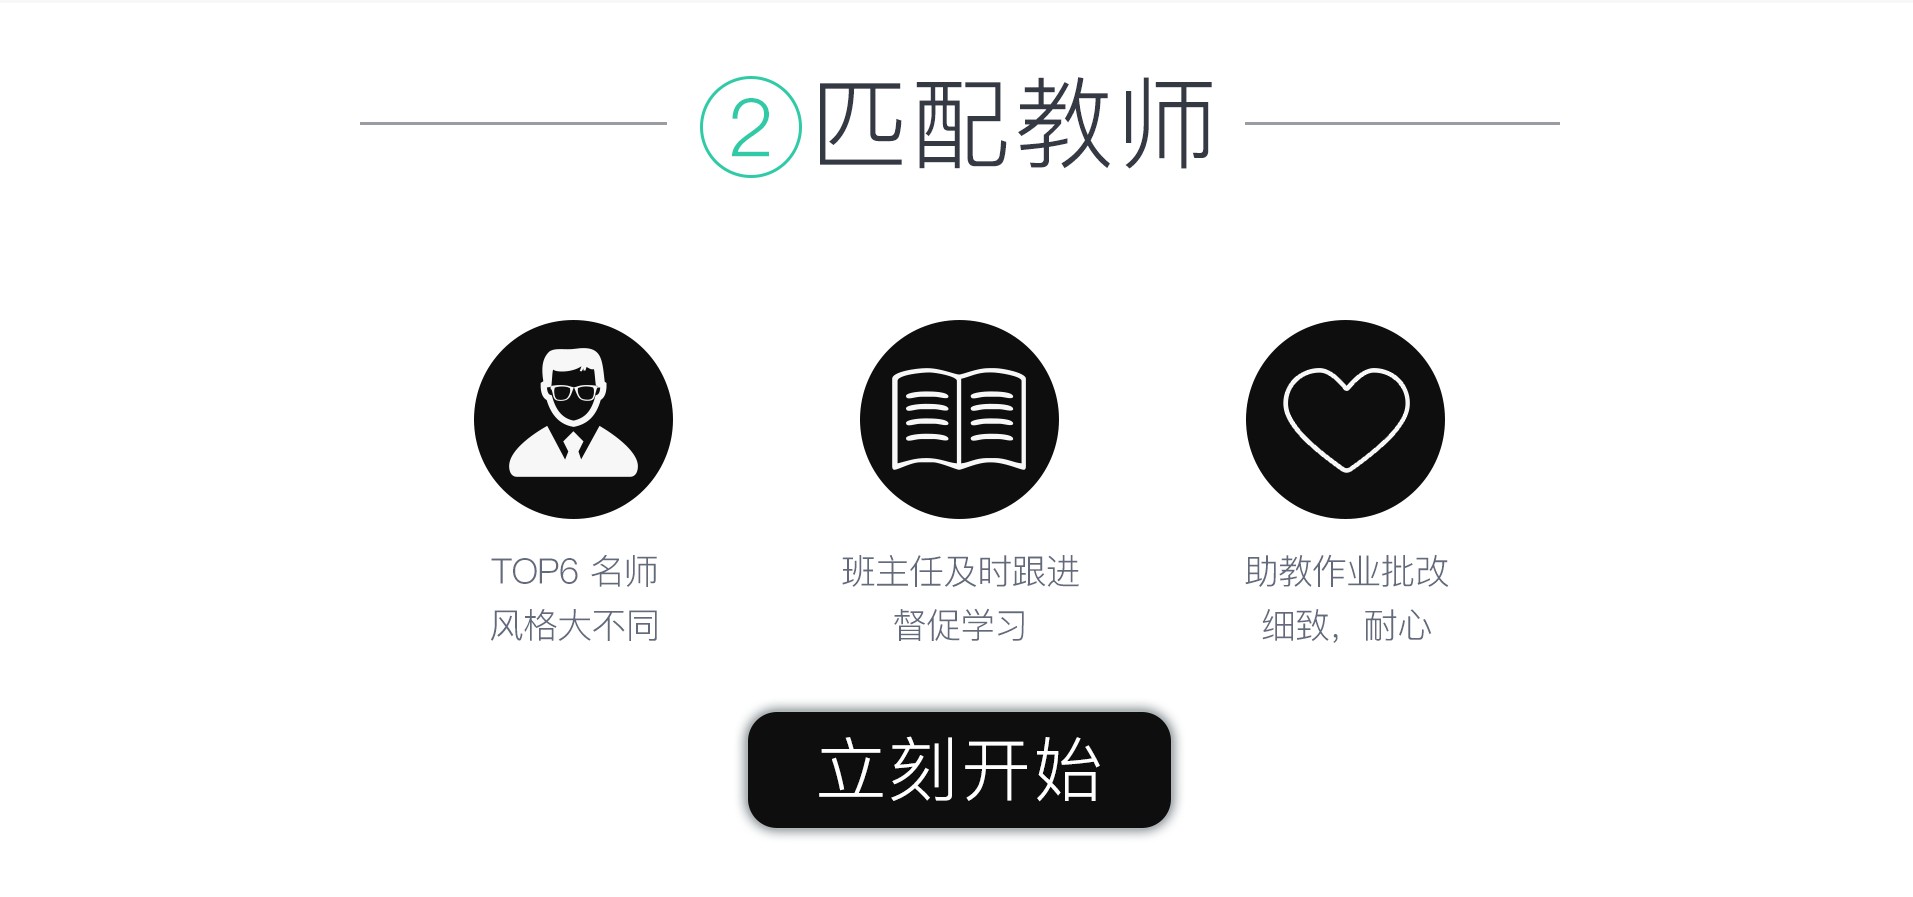 ②匹配教师
TOP6 名师
风格大不同
班主任及时跟进
督促学习
助教作业批改
细致，耐心
立刻开始